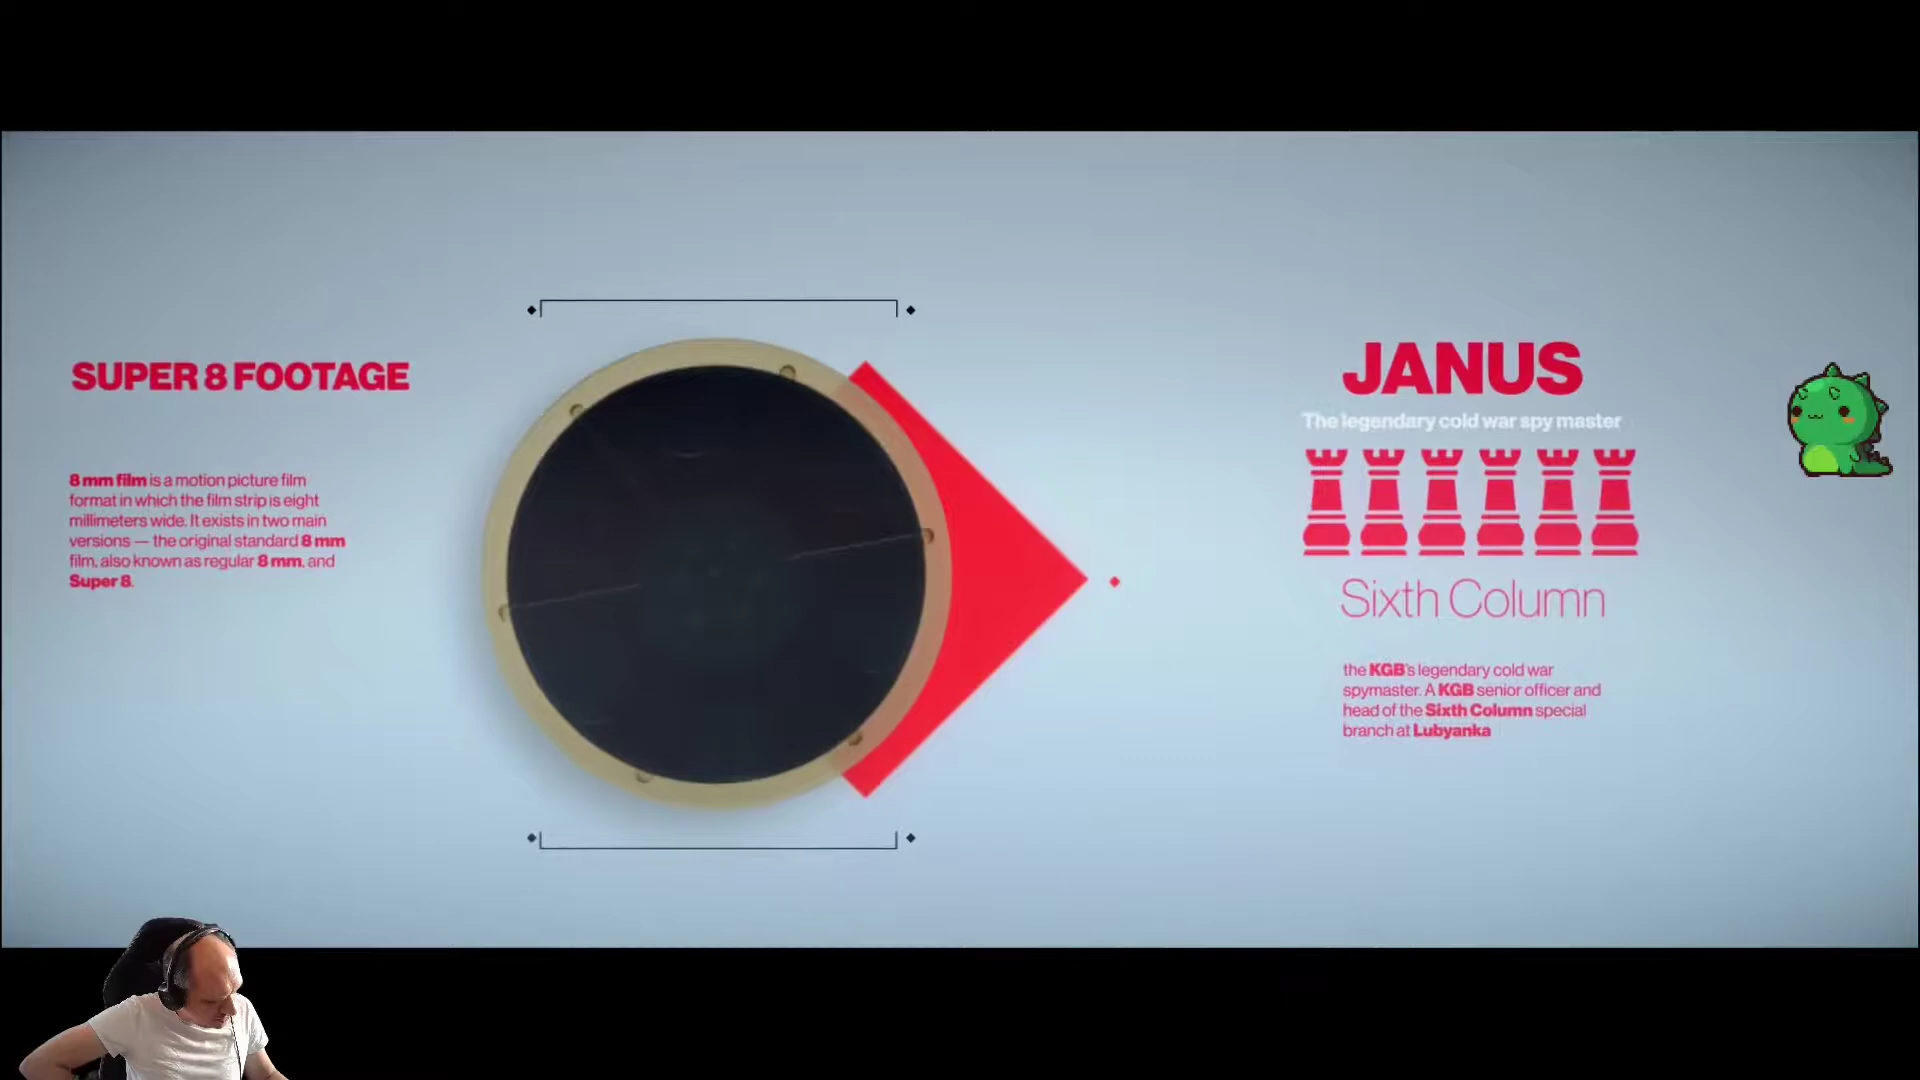 SUPER 8 FOOTAGE
8 mm film is a motion picture film
format in which the film strip is eight
millimeters wide. It exists in two main
versions — the original standard 8 mm
film, also known as regular 8 mm, and
Super 8.
JANUS
The legendary cold war spy master
Sixth Column
the KGB's legendary cold war
spymaster. A KGB senior officer and
head of the Sixth Column special
branch at Lubyanka